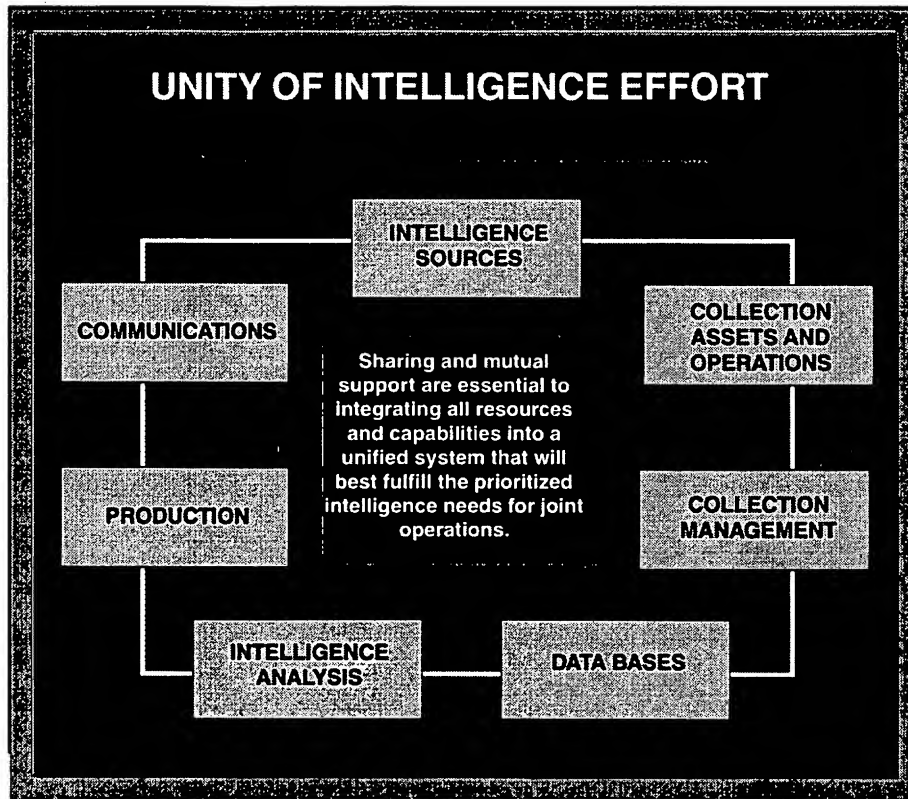 UNITY OF INTELLIGENCE EFFORT
INTELLIGENCE
SOURCES
COMMUNICATIONS
COLLECTION
ASSETS AND
OPERATIONS
Sharing and mutual
support are essential to
integrating all resources
and capabilities into a
unified system that will
best fulfill the prioritized
intelligence needs for joint
operations.
PRODUCTION
COLLECTION
MANAGEMENT
INTELLIGENCE
ANALYSIS
DATA BASES